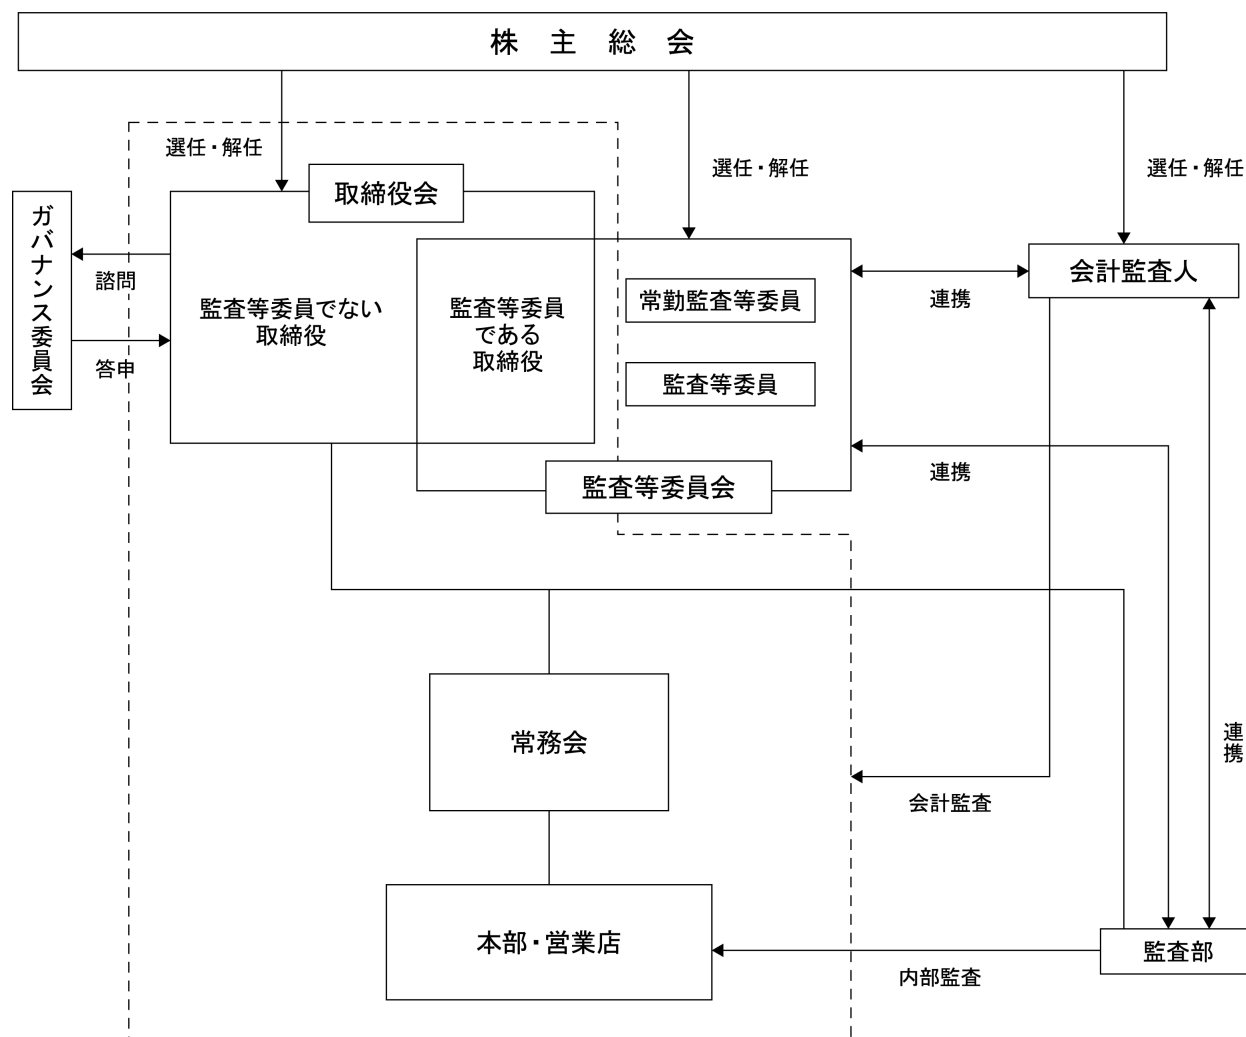 株主総会
選任・解任
選任・解任
選任・解任
取締役会
ガバナンス委員会
諮問
答申
監査等委員でない
取締役
監査等委員
である
取締役
常勤監査等委員
監査等委員
監査等委員会
会計監査人
連携
連携
連携
常務会
会計監査
本部・営業店
内部監査
監査部